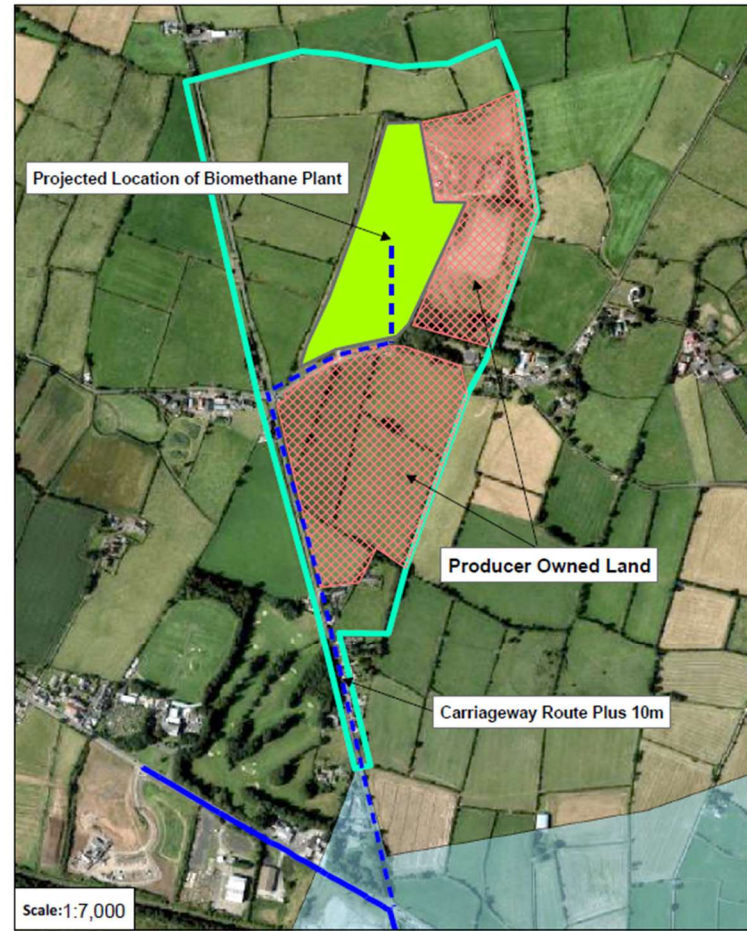 Projected Location of Biomethane Plant
Producer Owned Land
Carriageway Route Plus 10m
Scale:1:7,000